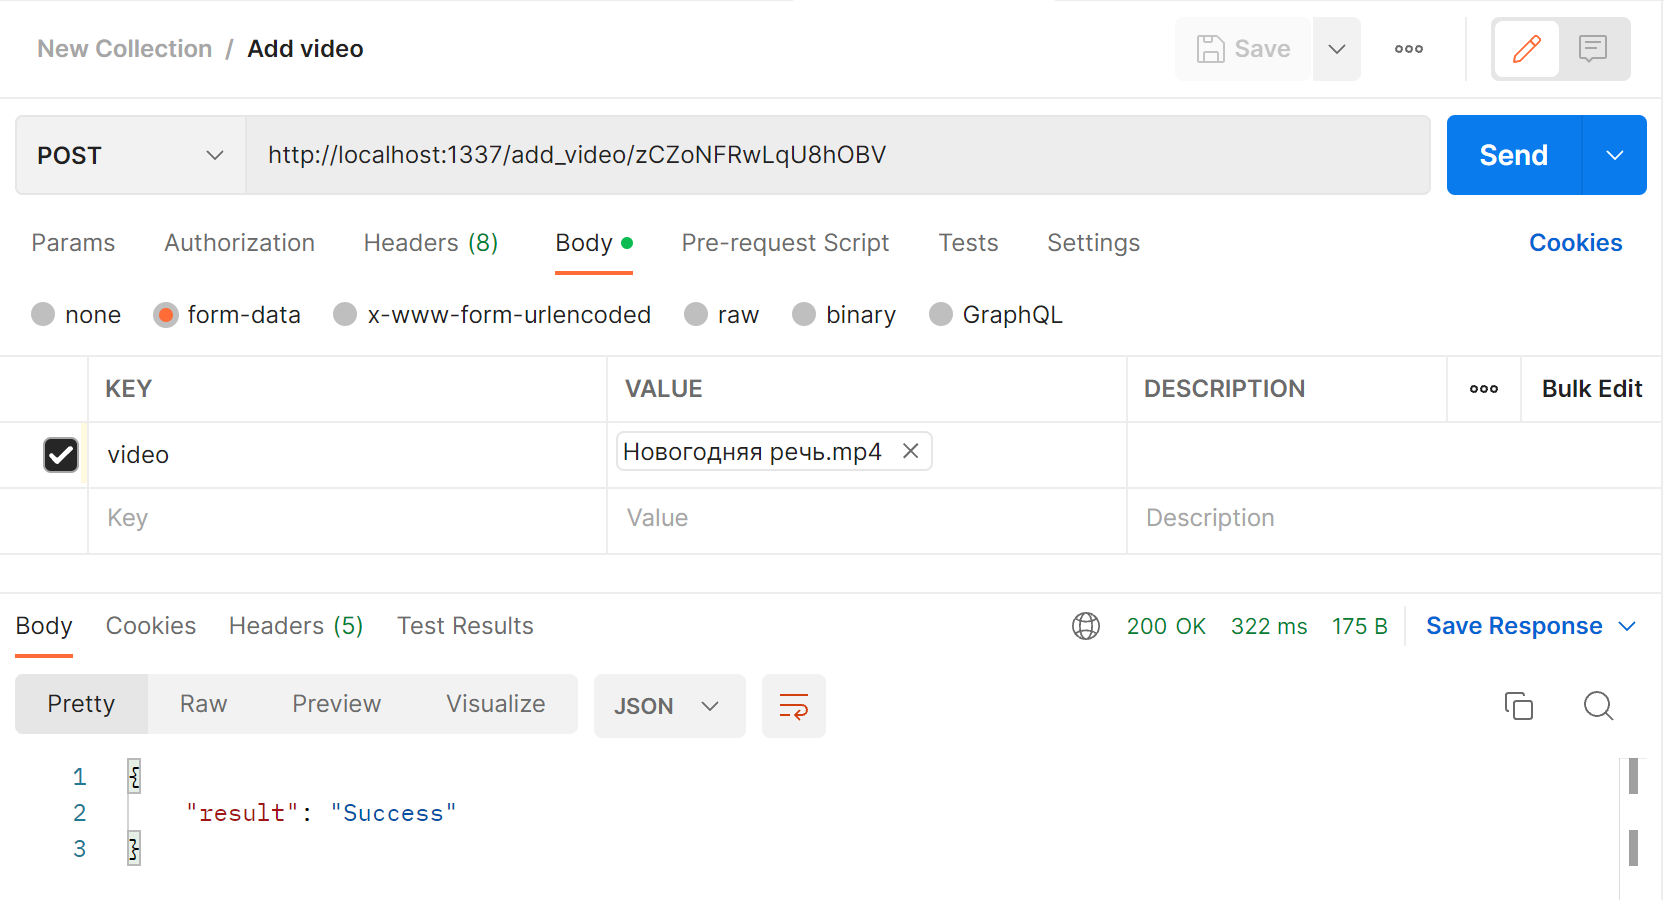 New Collection / Add video Save
POST http://localhost:1337/add_video/zCZoNFRwLqU8hOBV Send
Params Authorization Headers (8) Body Pre-request Script Tests Settings Cookies
none form-data x-www-form-urlencoded raw binary GraphQL
KEY VALUE DESCRIPTION Bulk Edit
video Новогодняя речь.mp4
Key Value Description
Body Cookies Headers (5) Test Results 200 OK 322 ms 175 B Save Response
Pretty Raw Preview Visualize JSON
1 {
2 "result": "Success"
3 }